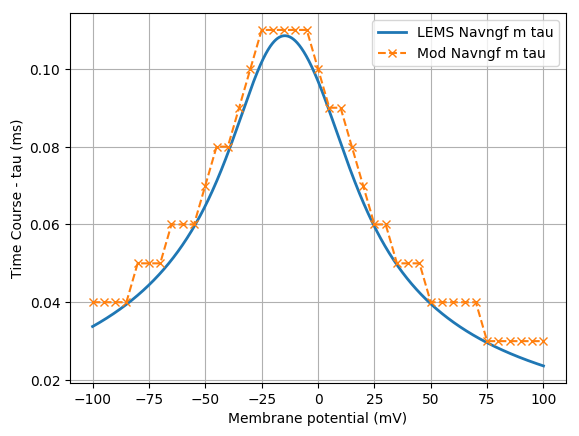 LEMS Navngf m tau
Mod Navngf m tau
0.10
0.08
0.06
0.04
0.02
Time Course - tau (ms)
−100 −75 −50 −25 0 25 50 75 100
Membrane potential (mV)